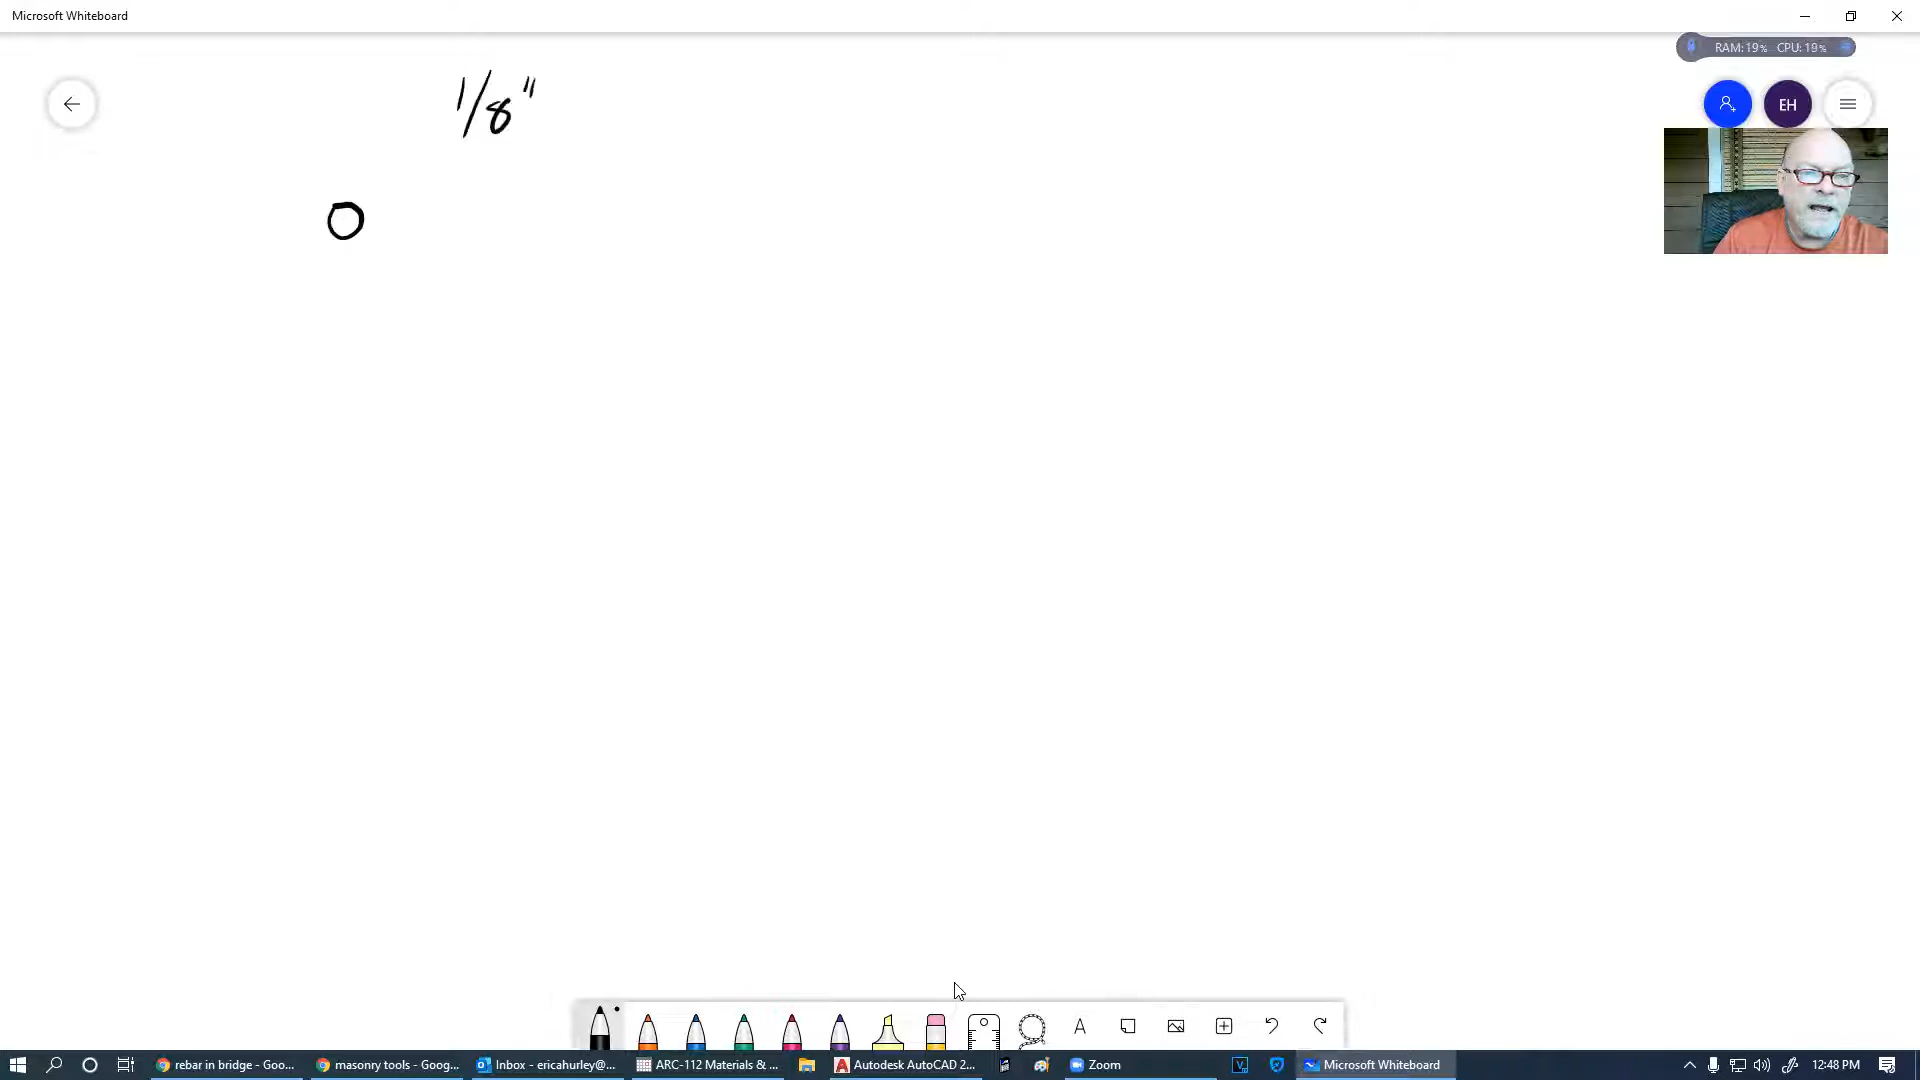 Microsoft Whiteboard
RAM: 19% CPU: 19%
1/8"
EH
O
A
rebar in bridge - Goo...
masonry tools - Goog...
Inbox - ericahurley@...
ARC-112 Materials & ...
Autodesk AutoCAD 2...
Zoom
Microsoft Whiteboard
12:48 PM